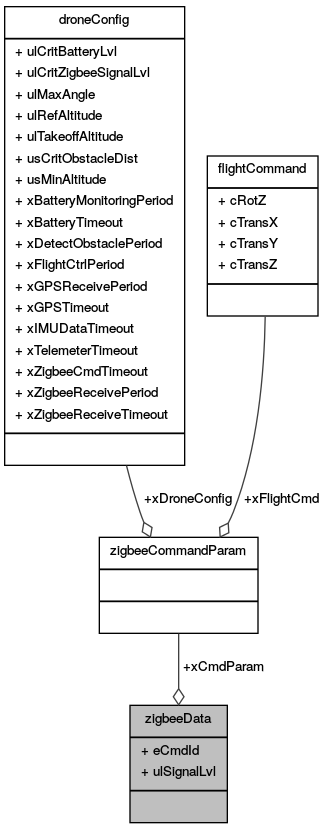 droneConfig
+ ulCritBatteryLvl
+ ulCritZigbeeSignalLvl
+ ulMaxAngle
+ ulRefAltitude
+ ulTakeoffAltitude
+ usCritObstacleDist
+ usMinAltitude
+ xBatteryMonitoringPeriod
+ xBatteryTimeout
+ xDetectObstaclePeriod
+ xFlightCtrlPeriod
+ xGPSReceivePeriod
+ xGPSTimeout
+ xIMUDataTimeout
+ xTelemeterTimeout
+ xZigbeeCmdTimeout
+ xZigbeeReceivePeriod
+ xZigbeeReceiveTimeout
flightCommand
+ cRotZ
+ cTransX
+ cTransY
+ cTransZ
+xDroneConfig
+xFlightCmd
zigbeeCommandParam
+xCmdParam
zigbeeData
+ eCmdId
+ ulSignalLvl